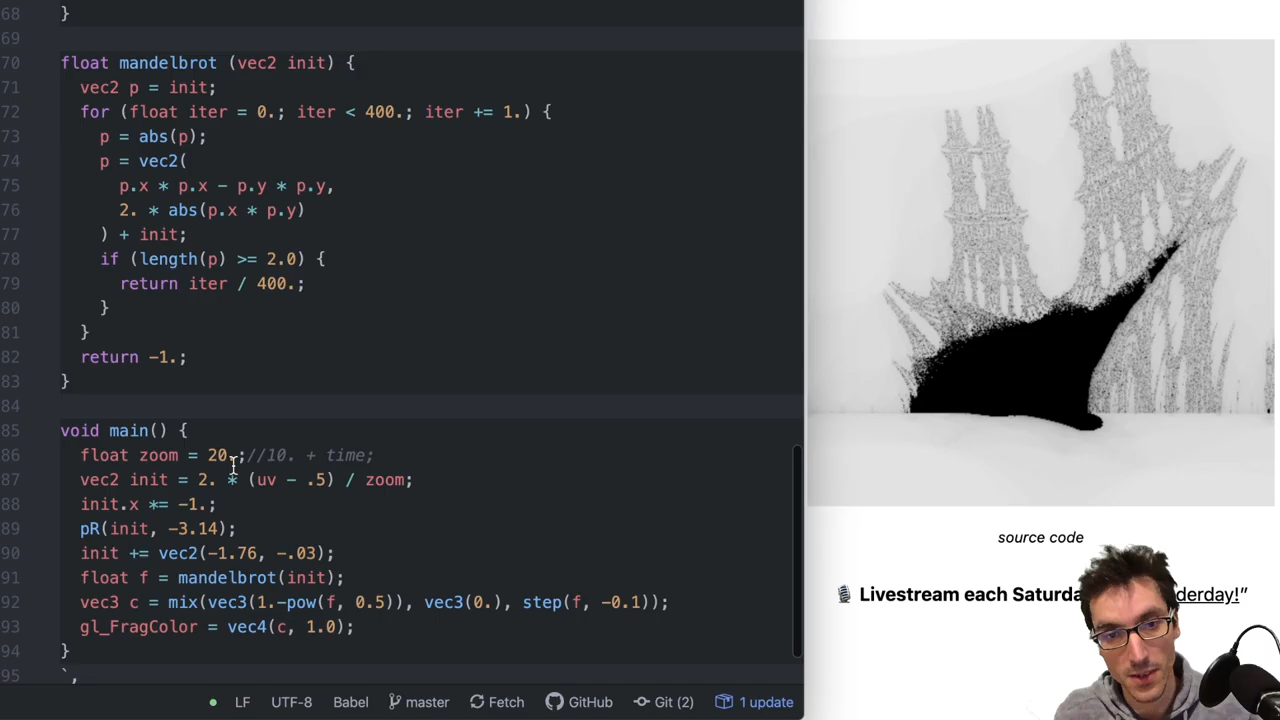 68 }
69
70 float mandelbrot (vec2 init) {
71 vec2 p = init;
72 for (float iter = 0.; iter < 400.; iter += 1.) {
73 p = abs(p);
74 p = vec2(
75 p.x * p.x - p.y * p.y,
76 2. * abs(p.x * p.y)
77 ) + init;
78 if (length(p) >= 2.0) {
79 return iter / 400.;
80 }
81 }
82 return -1.;
83 }
84
85 void main() {
86 float zoom = 20.;//10. + time;
87 vec2 init = 2. * (uv - .5) / zoom;
88 init.x *= -1.;
89 pR(init, -3.14);
90 init += vec2(-1.76, -.03);
91 float f = mandelbrot(init);
92 vec3 c = mix(vec3(1.-pow(f, 0.5)), vec3(0.), step(f, -0.1));
93 gl_FragColor = vec4(c, 1.0);
94 }
95 `,
LF UTF-8 Babel master Fetch GitHub Git (2) 1 update
source code
🎙️ Livestream each Saturda derday!”